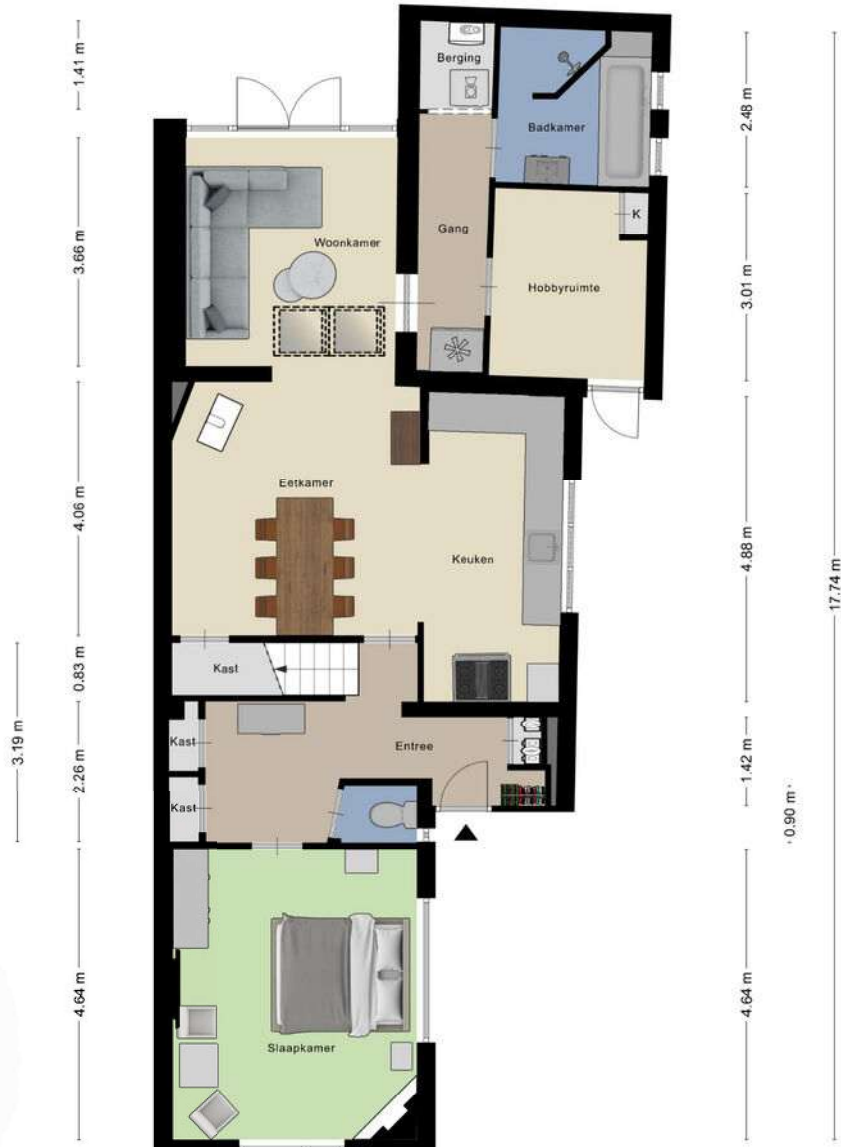 1.41 m
3.66 m
4.06 m
0.83 m
2.26 m
3.19 m
4.64 m
Berging
Badkamer
K
Gang
Woonkamer
Hobbyruimte
Eetkamer
Keuken
Kast
Kast
Entree
Kast
Slaapkamer
2.48 m
3.01 m
4.88 m
1.42 m
0.90 m
4.64 m
17.74 m